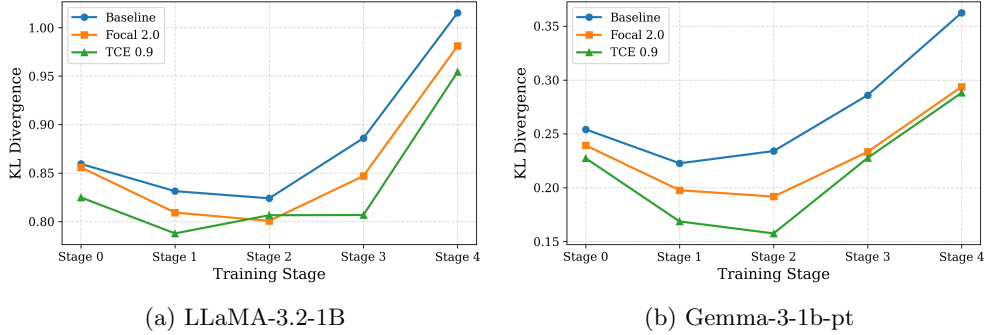 Baseline
Focal 2.0
TCE 0.9
1.00
0.95
0.90
0.85
0.80
KL Divergence
Stage 0 Stage 1 Stage 2 Stage 3 Stage 4
Training Stage
(a) LLaMA-3.2-1B
Baseline
Focal 2.0
TCE 0.9
0.35
0.30
0.25
0.20
0.15
KL Divergence
Stage 0 Stage 1 Stage 2 Stage 3 Stage 4
Training Stage
(b) Gemma-3-1b-pt